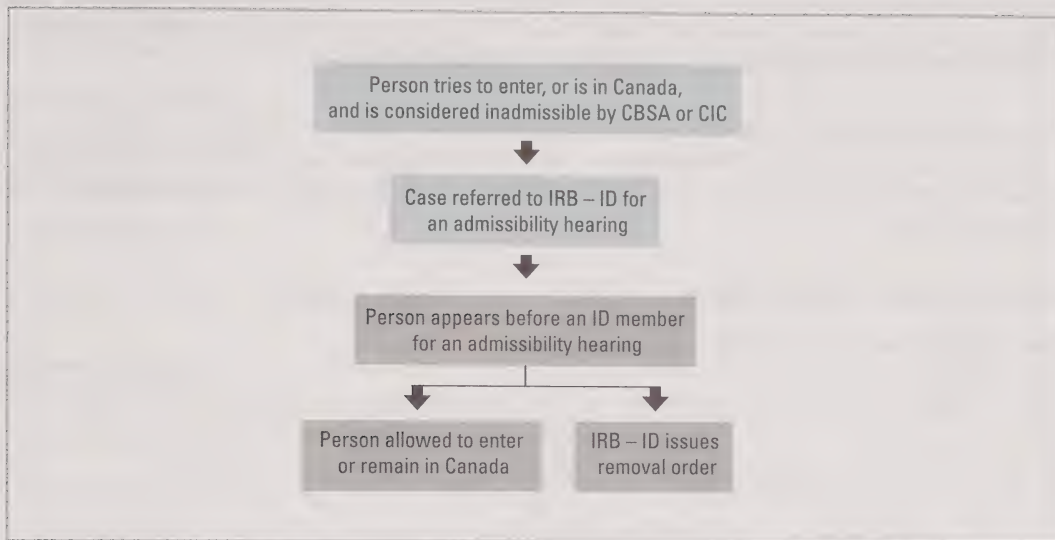 Person tries to enter, or is in Canada,
and is considered inadmissible by CBSA or CIC
Case referred to IRB – ID for
an admissibility hearing
Person appears before an ID member
for an admissibility hearing
Person allowed to enter
or remain in Canada
IRB – ID issues
removal order